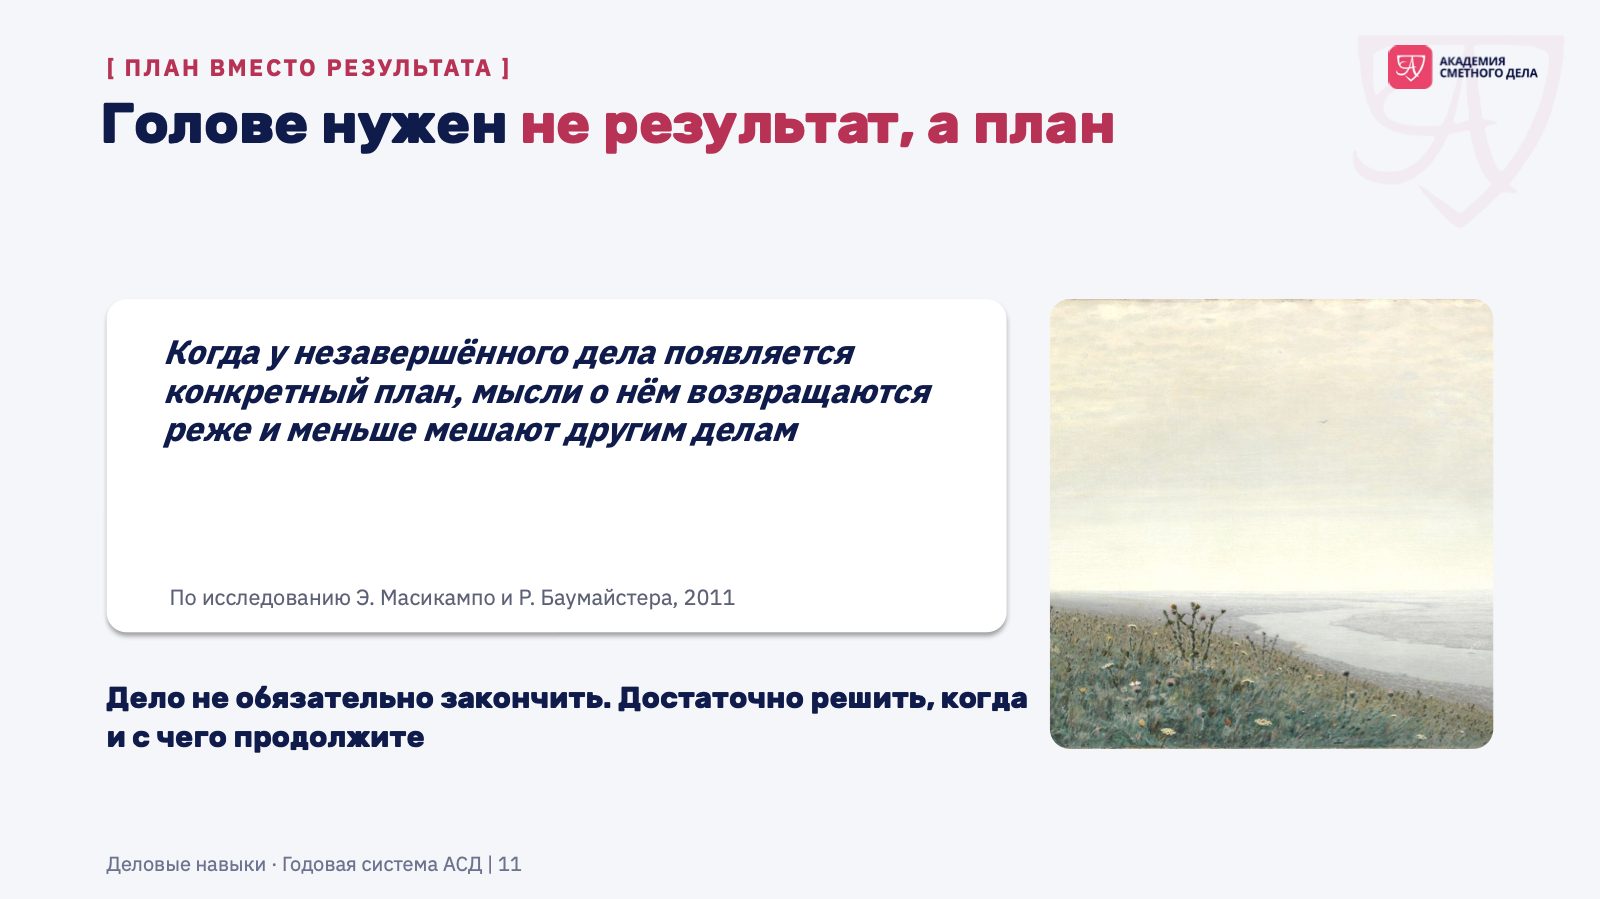 [ ПЛАН ВМЕСТО РЕЗУЛЬТАТА ]
АКАДЕМИЯ
СМЕТНОГО ДЕЛА
Голове нужен не результат, а план
Когда у незавершённого дела появляется
конкретный план, мысли о нём возвращаются
реже и меньше мешают другим делам
По исследованию Э. Масикампо и Р. Баумайстера, 2011
Дело не обязательно закончить. Достаточно решить, когда
и с чего продолжите
Деловые навыки · Годовая система АСД | 11